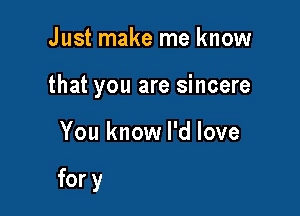 Just make me know
that you are sincere
You know I'd love
for y